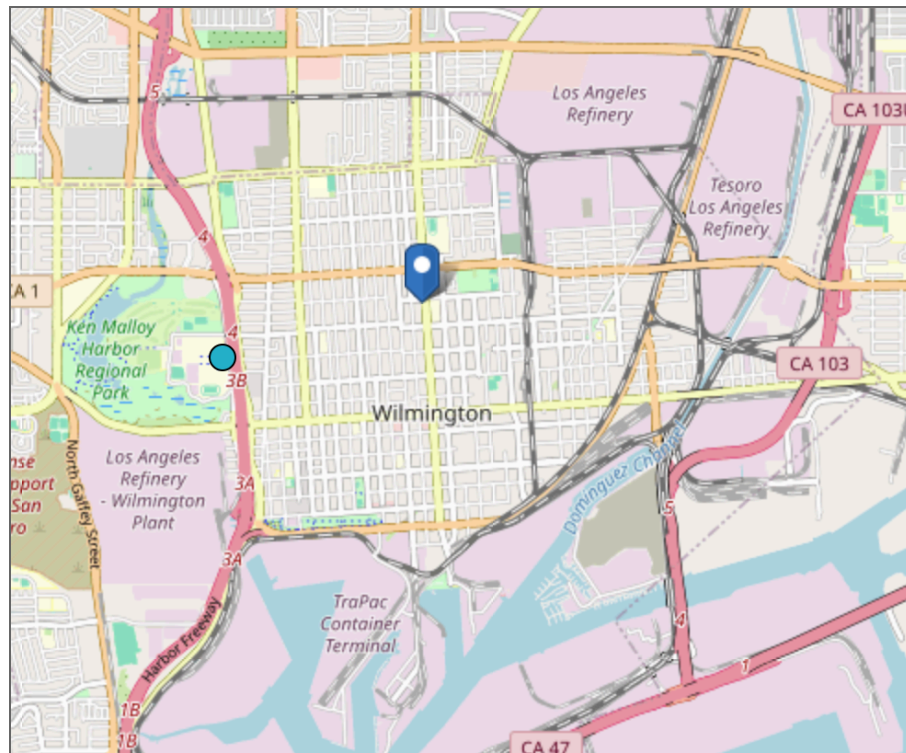 4
5
Los Angeles
Refinery
CA 103
Tesoro
Los Angeles
Refinery
4
CA 1
Ken Malloy
Harbor
Regional
Park
4
3B
CA 103
Wilmington
Los Angeles
Refinery
- Wilmington
Plant
North Gaffey Street
3A
5
Dominguez Channel
3A
TraPac
Container
Terminal
Harbor Freeway
4
1
1B
1B
CA 47